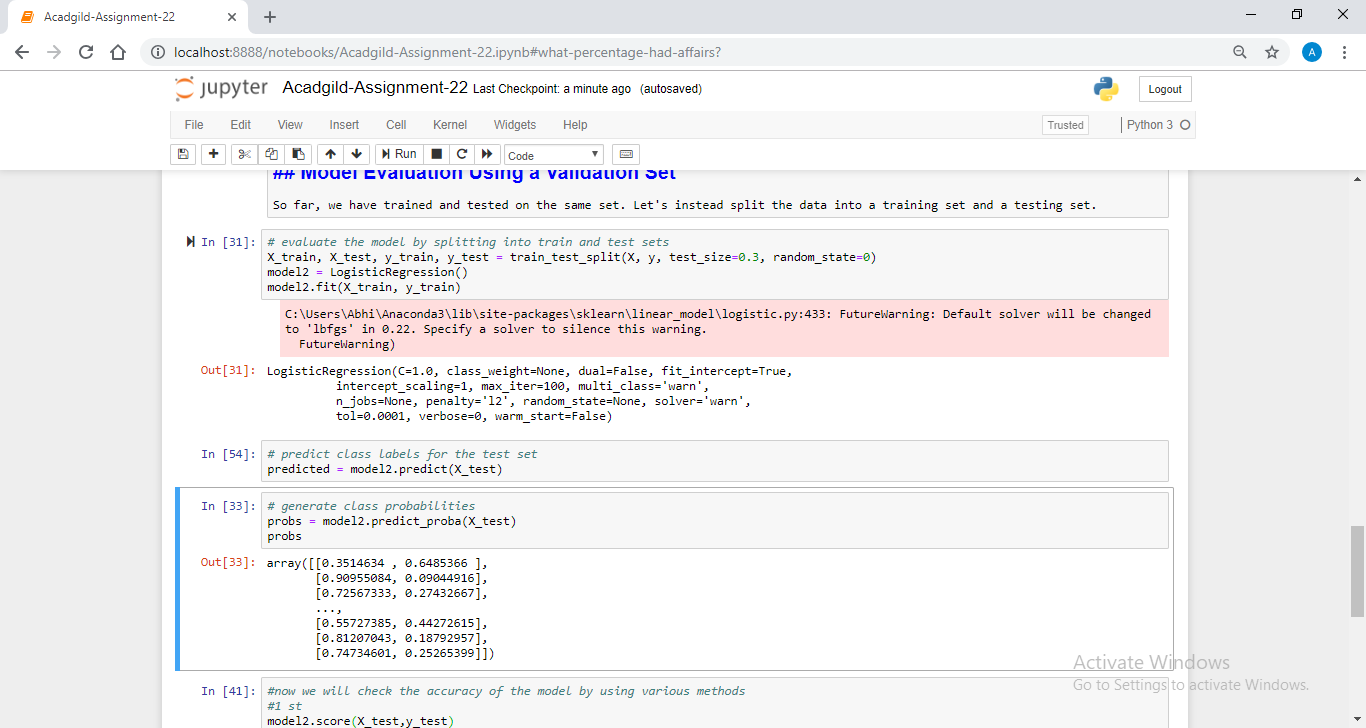 Acadgild-Assignment-22
localhost:8888/notebooks/Acadgild-Assignment-22.ipynb#what-percentage-had-affairs?
A
jupyter Acadgild-Assignment-22 Last Checkpoint: a minute ago (autosaved)
Logout
File Edit View Insert Cell Kernel Widgets Help
Trusted Python 3
Run Code
## Model Evaluation Using a Validation Set
So far, we have trained and tested on the same set. Let's instead split the data into a training set and a testing set.
In [31]: # evaluate the model by splitting into train and test sets
X_train, X_test, y_train, y_test = train_test_split(X, y, test_size=0.3, random_state=0)
model2 = LogisticRegression()
model2.fit(X_train, y_train)
C:\Users\Abhi\Anaconda3\lib\site-packages\sklearn\linear_model\logistic.py:433: FutureWarning: Default solver will be changed
to 'lbfgs' in 0.22. Specify a solver to silence this warning.
FutureWarning)
Out[31]: LogisticRegression(C=1.0, class_weight=None, dual=False, fit_intercept=True,
intercept_scaling=1, max_iter=100, multi_class='warn',
n_jobs=None, penalty='l2', random_state=None, solver='warn',
tol=0.0001, verbose=0, warm_start=False)
In [54]: # predict class labels for the test set
predicted = model2.predict(X_test)
In [33]: # generate class probabilities
probs = model2.predict_proba(X_test)
probs
Out[33]: array([[0.3514634 , 0.6485366 ],
[0.90955084, 0.09044916],
[0.72567333, 0.27432667],
...,
[0.55727385, 0.44272615],
[0.81207043, 0.18792957],
[0.74734601, 0.25265399]])
Activate Windows
Go to Settings to activate Windows.
In [41]: #now we will check the accuracy of the model by using various methods
#1 st
model2.score(X_test,y_test)